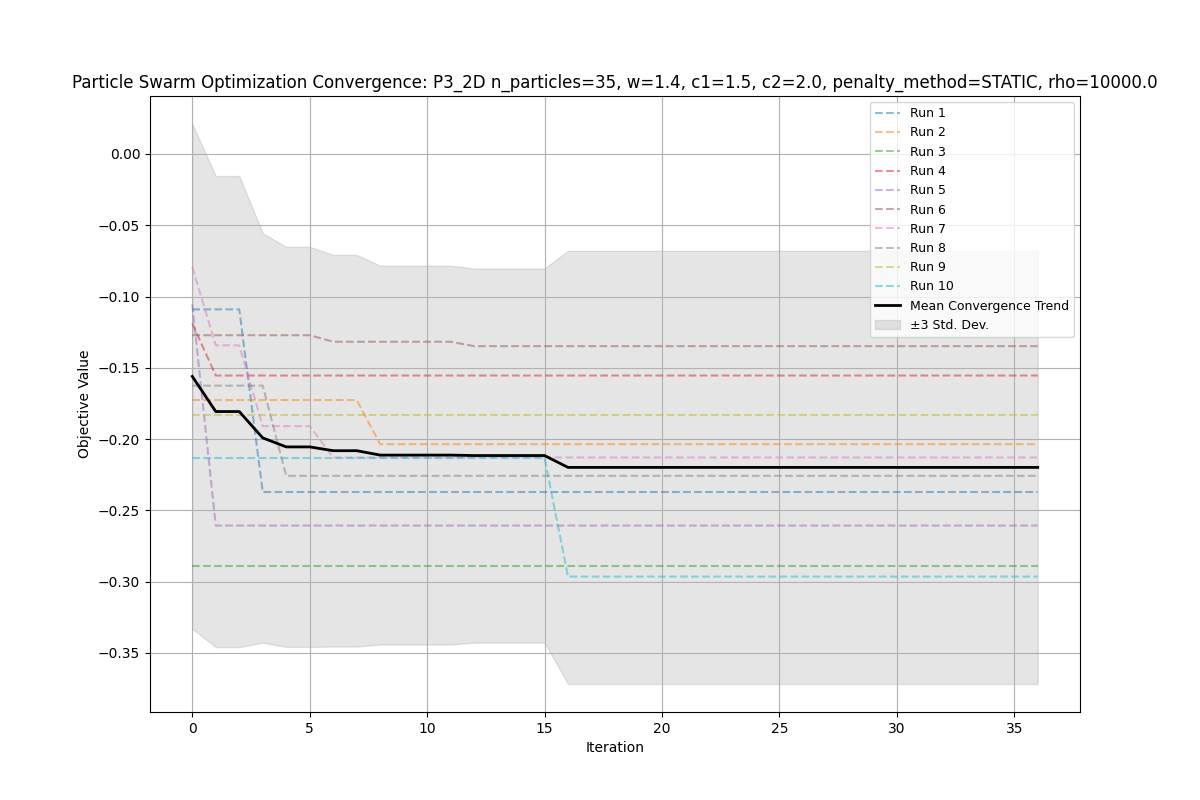 Particle Swarm Optimization Convergence: P3_2D n_particles=35, w=1.4, c1=1.5, c2=2.0, penalty_method=STATIC, rho=10000.0
Run 1
Run 2
Run 3
Run 4
Run 5
Run 6
Run 7
Run 8
Run 9
Run 10
Mean Convergence Trend
±3 Std. Dev.
Objective Value
0.00
−0.05
−0.10
−0.15
−0.20
−0.25
−0.30
−0.35
0 5 10 15 20 25 30 35
Iteration